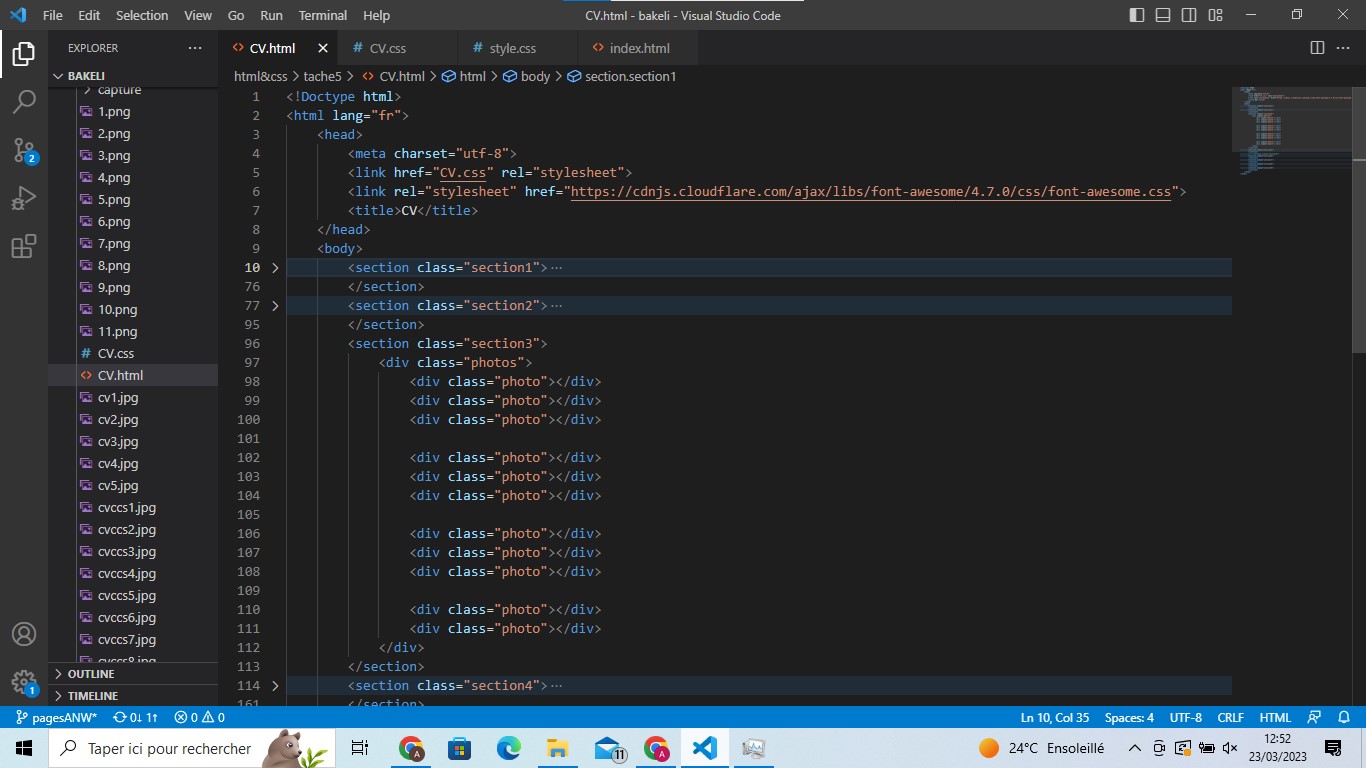 File Edit Selection View Go Run Terminal Help
CV.html - bakeli - Visual Studio Code
EXPLORER
BAKELI
capture
1.png
2.png
3.png
4.png
5.png
6.png
7.png
8.png
9.png
10.png
11.png
# CV.css
<> CV.html
cv1.jpg
cv2.jpg
cv3.jpg
cv4.jpg
cv5.jpg
cvccs1.jpg
cvccs2.jpg
cvccs3.jpg
cvccs4.jpg
cvccs5.jpg
cvccs6.jpg
cvccs7.jpg
cvccs8.jpg
OUTLINE
TIMELINE
2
1
<> CV.html # CV.css # style.css <> index.html
html&css > tache5 > <> CV.html > html > body > section.section1
1 <!Doctype html>
2 <html lang="fr">
3 <head>
4 <meta charset="utf-8">
5 <link href="CV.css" rel="stylesheet">
6 <link rel="stylesheet" href="https://cdnjs.cloudflare.com/ajax/libs/font-awesome/4.7.0/css/font-awesome.css">
7 <title>CV</title>
8 </head>
9 <body>
10 > <section class="section1">···
76 </section>
77 > <section class="section2">···
95 </section>
96 <section class="section3">
97 <div class="photos">
98 <div class="photo"></div>
99 <div class="photo"></div>
100 <div class="photo"></div>
101
102 <div class="photo"></div>
103 <div class="photo"></div>
104 <div class="photo"></div>
105
106 <div class="photo"></div>
107 <div class="photo"></div>
108 <div class="photo"></div>
109
110 <div class="photo"></div>
111 <div class="photo"></div>
112 </div>
113 </section>
114 > <section class="section4">···
161 </section>
pagesANW* 0↓ 1↑ 0 0
Ln 10, Col 35 Spaces: 4 UTF-8 CRLF HTML
Taper ici pour rechercher
A
11
A
24°C Ensoleillé
12:52
23/03/2023